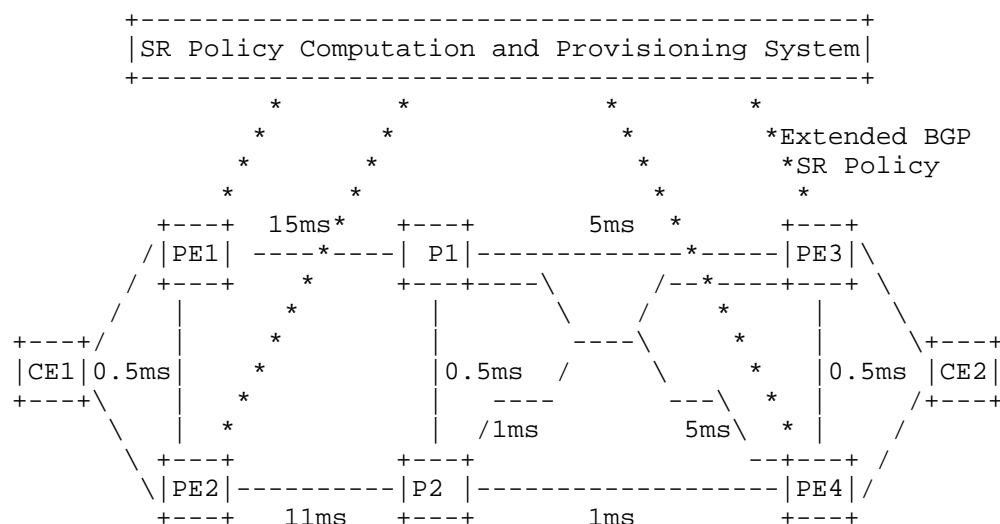 SR Policy Computation and Provisioning System
Extended BGP
SR Policy
15ms 5ms
PE1 P1 PE3
CE1 0.5ms 0.5ms 0.5ms CE2
1ms 5ms
PE2 P2 PE4
11ms 1ms